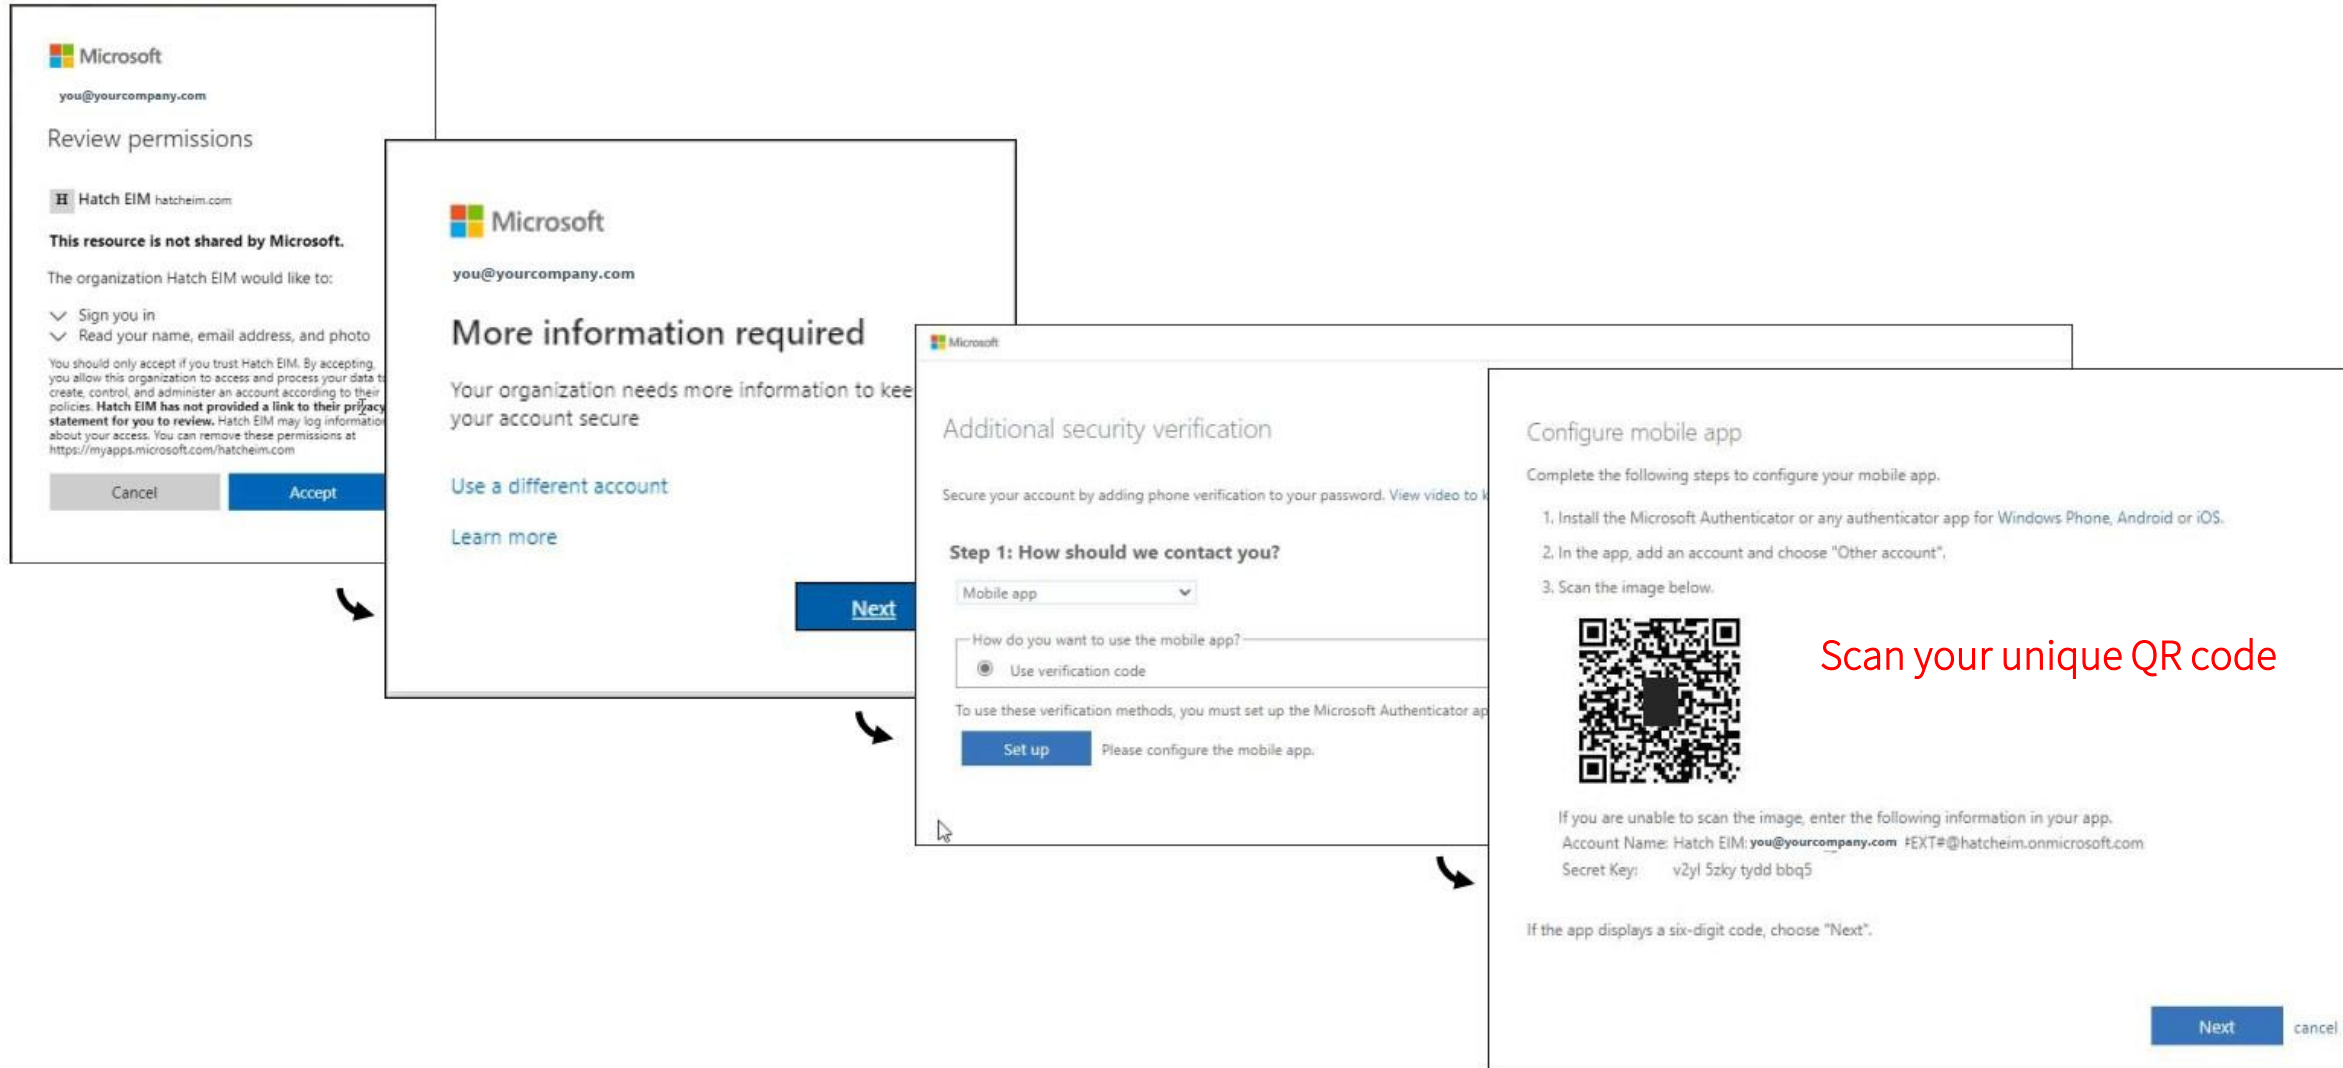 Microsoft
you@yourcompany.com
Review permissions
H Hatch EIM hatcheim.com
This resource is not shared by Microsoft.
The organization Hatch EIM would like to:
Sign you in
Read your name, email address, and photo
You should only accept if you trust Hatch EIM. By accepting,
you allow this organization to access and process your data to
create, control, and administer an account according to their
policies. Hatch EIM has not provided a link to their privacy
statement for you to review. Hatch EIM may log information
about your access. You can remove these permissions at
https://myapps.microsoft.com/hatcheim.com
Cancel Accept
Microsoft
you@yourcompany.com
More information required
Your organization needs more information to kee
your account secure
Use a different account
Learn more
Next
Microsoft
Additional security verification
Secure your account by adding phone verification to your password. View video to k
Step 1: How should we contact you?
Mobile app
How do you want to use the mobile app?
Use verification code
To use these verification methods, you must set up the Microsoft Authenticator ap
Set up Please configure the mobile app.
Configure mobile app
Complete the following steps to configure your mobile app.
1. Install the Microsoft Authenticator or any authenticator app for Windows Phone, Android or iOS.
2. In the app, add an account and choose "Other account".
3. Scan the image below.
Scan your unique QR code
If you are unable to scan the image, enter the following information in your app.
Account Name: Hatch EIM: you@yourcompany.com #EXT#@hatcheim.onmicrosoft.com
Secret Key: v2yl 5zky tydd bbq5
If the app displays a six-digit code, choose "Next".
Next cancel